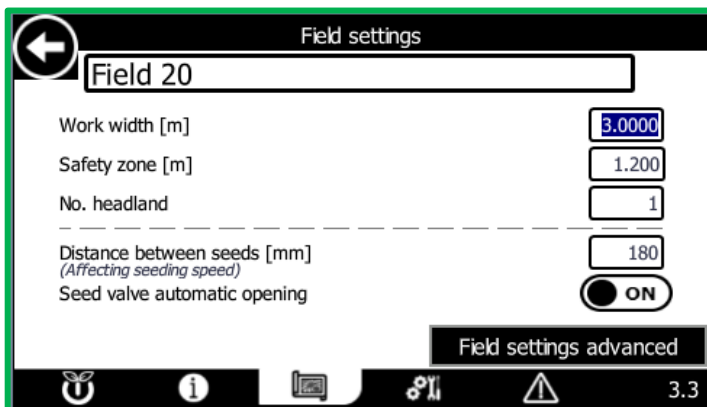 Field settings
Field 20
Work width [m] 3.0000
Safety zone [m] 1.200
No. headland 1
Distance between seeds [mm] 180
(Affecting seeding speed)
Seed valve automatic opening ON
Field settings advanced
3.3